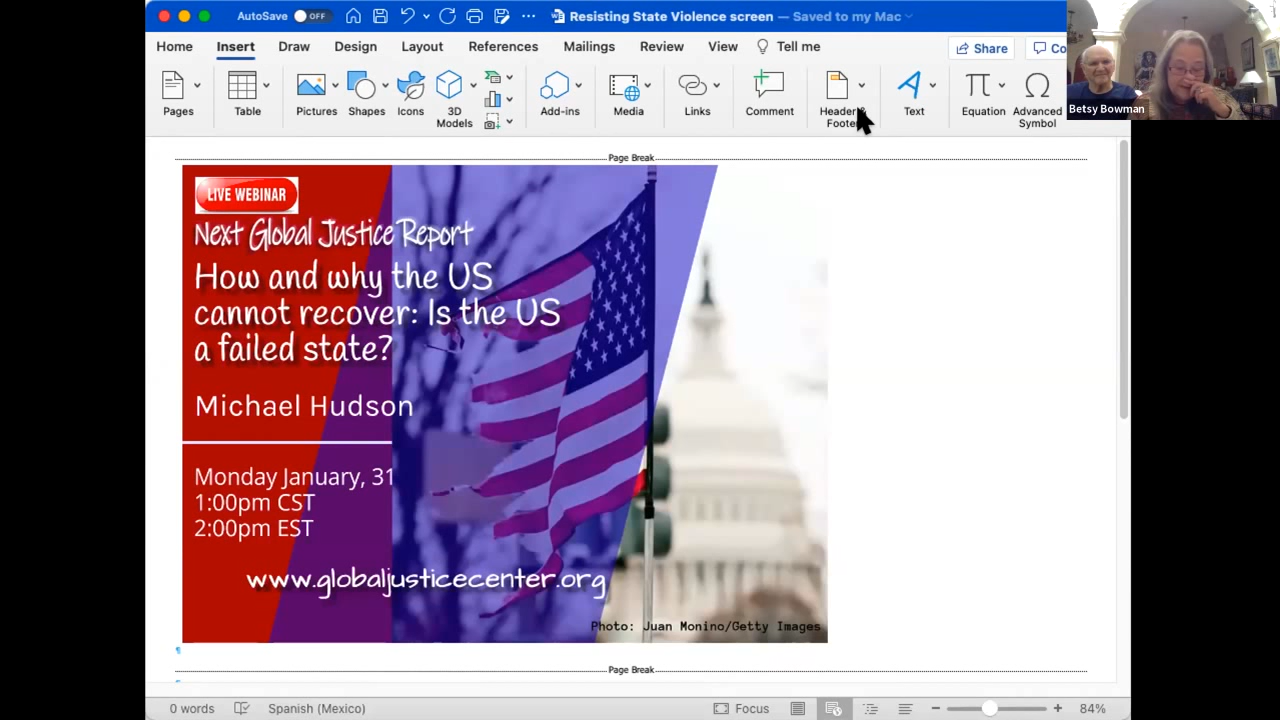 AutoSave OFF
Resisting State Violence screen — Saved to my Mac
Home Insert Draw Design Layout References Mailings Review View Tell me Share Co
Pages Table Pictures Shapes Icons 3D Models Add-ins Media Links Comment Header & Footer Text Equation Advanced Symbol
Betsy Bowman
Page Break
LIVE WEBINAR
Next Global Justice Report
How and why the US
cannot recover: Is the US
a failed state?
Michael Hudson
Monday January, 31
1:00pm CST
2:00pm EST
www.globaljusticecenter.org
Photo: Juan Monino/Getty Images
Page Break
0 words Spanish (Mexico) Focus 84%